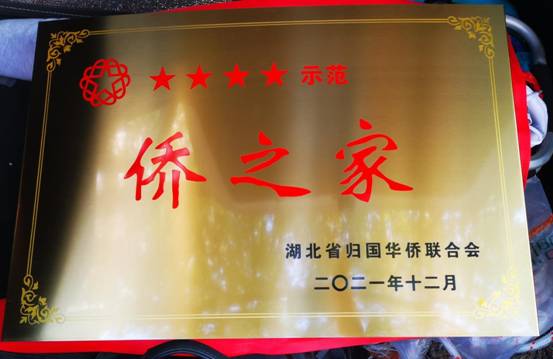 ★★★★示范
侨之家
湖北省归国华侨联合会
二〇二一年十二月